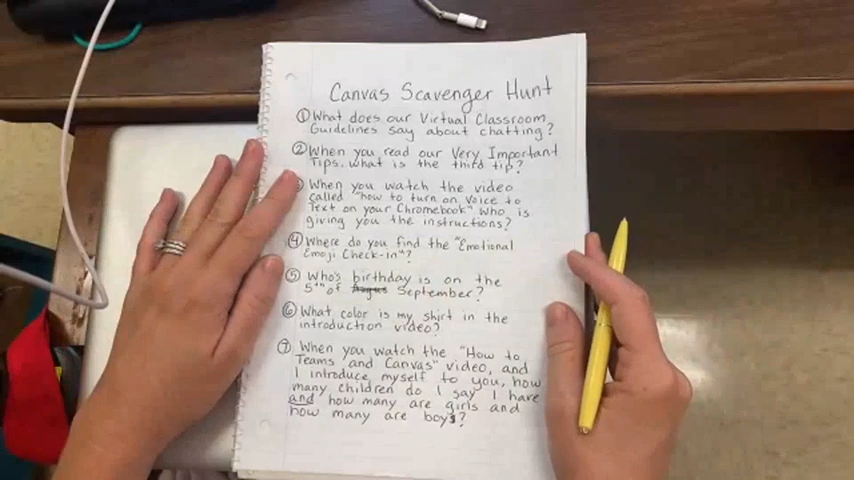 Canvas Scavenger Hunt
① What does our Virtual Classroom
Guidelines say about chatting?
② When you read our Very Important
Tips, what is the third tip?
When you watch the video
called "how to turn on Voice to
Text on your Chromebook" who is
giving you the instructions?
④ Where do you find the "Emotional
Emoji Check-in"?
⑤ Who's birthday is on the
5th of September?
⑥ What color is my shirt in the
introduction video?
⑦ When you watch the "How to
Teams and Canvas" video, and
I introduce myself to you, how
many children do I say I have
and how many are girls and
how many are boys?